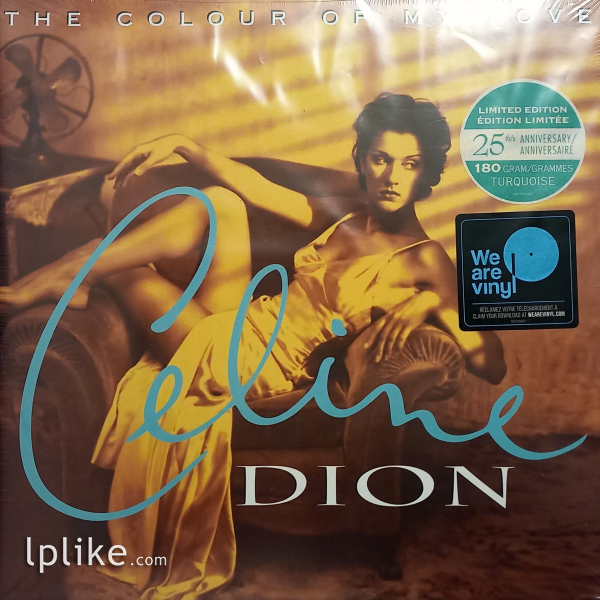 THE COLOUR OF MY LOVE
LIMITED EDITION
ÉDITION LIMITÉE
25th/e ANNIVERSARY/
ANNIVERSAIRE
180 GRAM/GRAMMES
TURQUOISE
We
are
vinyl
RÉCLAMEZ VOTRE TÉLÉCHARGEMENT À
CLAIM YOUR DOWNLOAD AT WEAREVINYL.COM
Celine
DION
lplike.com